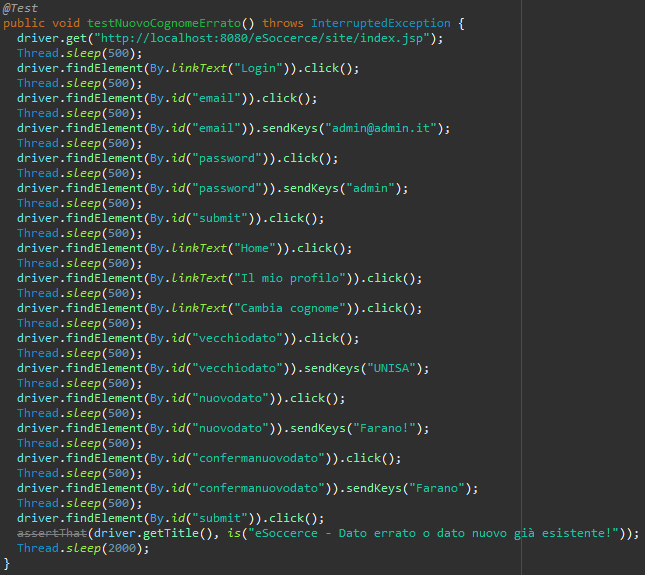 @Test
public void testNuovoCognomeErrato() throws InterruptedException {
  driver.get("http://localhost:8080/eSoccerce/site/index.jsp");
  Thread.sleep(500);
  driver.findElement(By.linkText("Login")).click();
  Thread.sleep(500);
  driver.findElement(By.id("email")).click();
  Thread.sleep(500);
  driver.findElement(By.id("email")).sendKeys("admin@admin.it");
  Thread.sleep(500);
  driver.findElement(By.id("password")).click();
  Thread.sleep(500);
  driver.findElement(By.id("password")).sendKeys("admin");
  Thread.sleep(500);
  driver.findElement(By.id("submit")).click();
  Thread.sleep(500);
  driver.findElement(By.linkText("Home")).click();
  Thread.sleep(500);
  driver.findElement(By.linkText("Il mio profilo")).click();
  Thread.sleep(500);
  driver.findElement(By.linkText("Cambia cognome")).click();
  Thread.sleep(500);
  driver.findElement(By.id("vecchiodato")).click();
  Thread.sleep(500);
  driver.findElement(By.id("vecchiodato")).sendKeys("UNISA");
  Thread.sleep(500);
  driver.findElement(By.id("nuovodato")).click();
  Thread.sleep(500);
  driver.findElement(By.id("nuovodato")).sendKeys("Farano!");
  Thread.sleep(500);
  driver.findElement(By.id("confermanuovodato")).click();
  Thread.sleep(500);
  driver.findElement(By.id("confermanuovodato")).sendKeys("Farano");
  Thread.sleep(500);
  driver.findElement(By.id("submit")).click();
  assertThat(driver.getTitle(), is("eSoccerce - Dato errato o dato nuovo già esistente!"));
  Thread.sleep(2000);
}